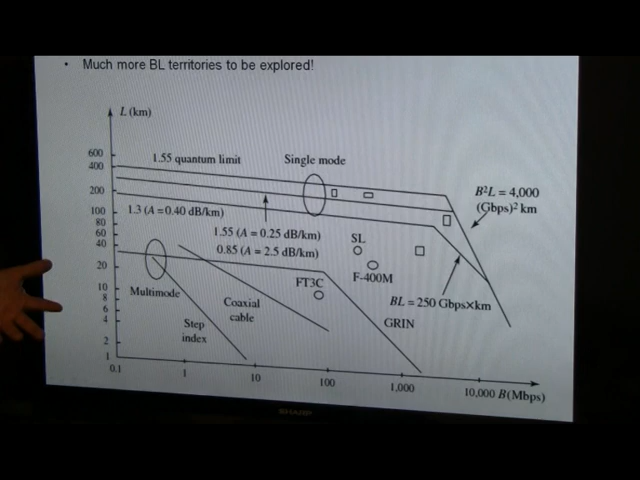 • Much more BL territories to be explored!
L (km)
600
400
200
100
80
60
40
20
10
8
6
4
2
1
1.55 quantum limit
Single mode
B²L = 4,000
(Gbps)² km
1.3 (A = 0.40 dB/km)
1.55 (A = 0.25 dB/km)
0.85 (A = 2.5 dB/km)
SL
F-400M
FT3C
BL = 250 Gbps×km
Multimode
Coaxial
cable
Step
index
GRIN
0.1
1
10
100
1,000
10,000 B(Mbps)
SHARP